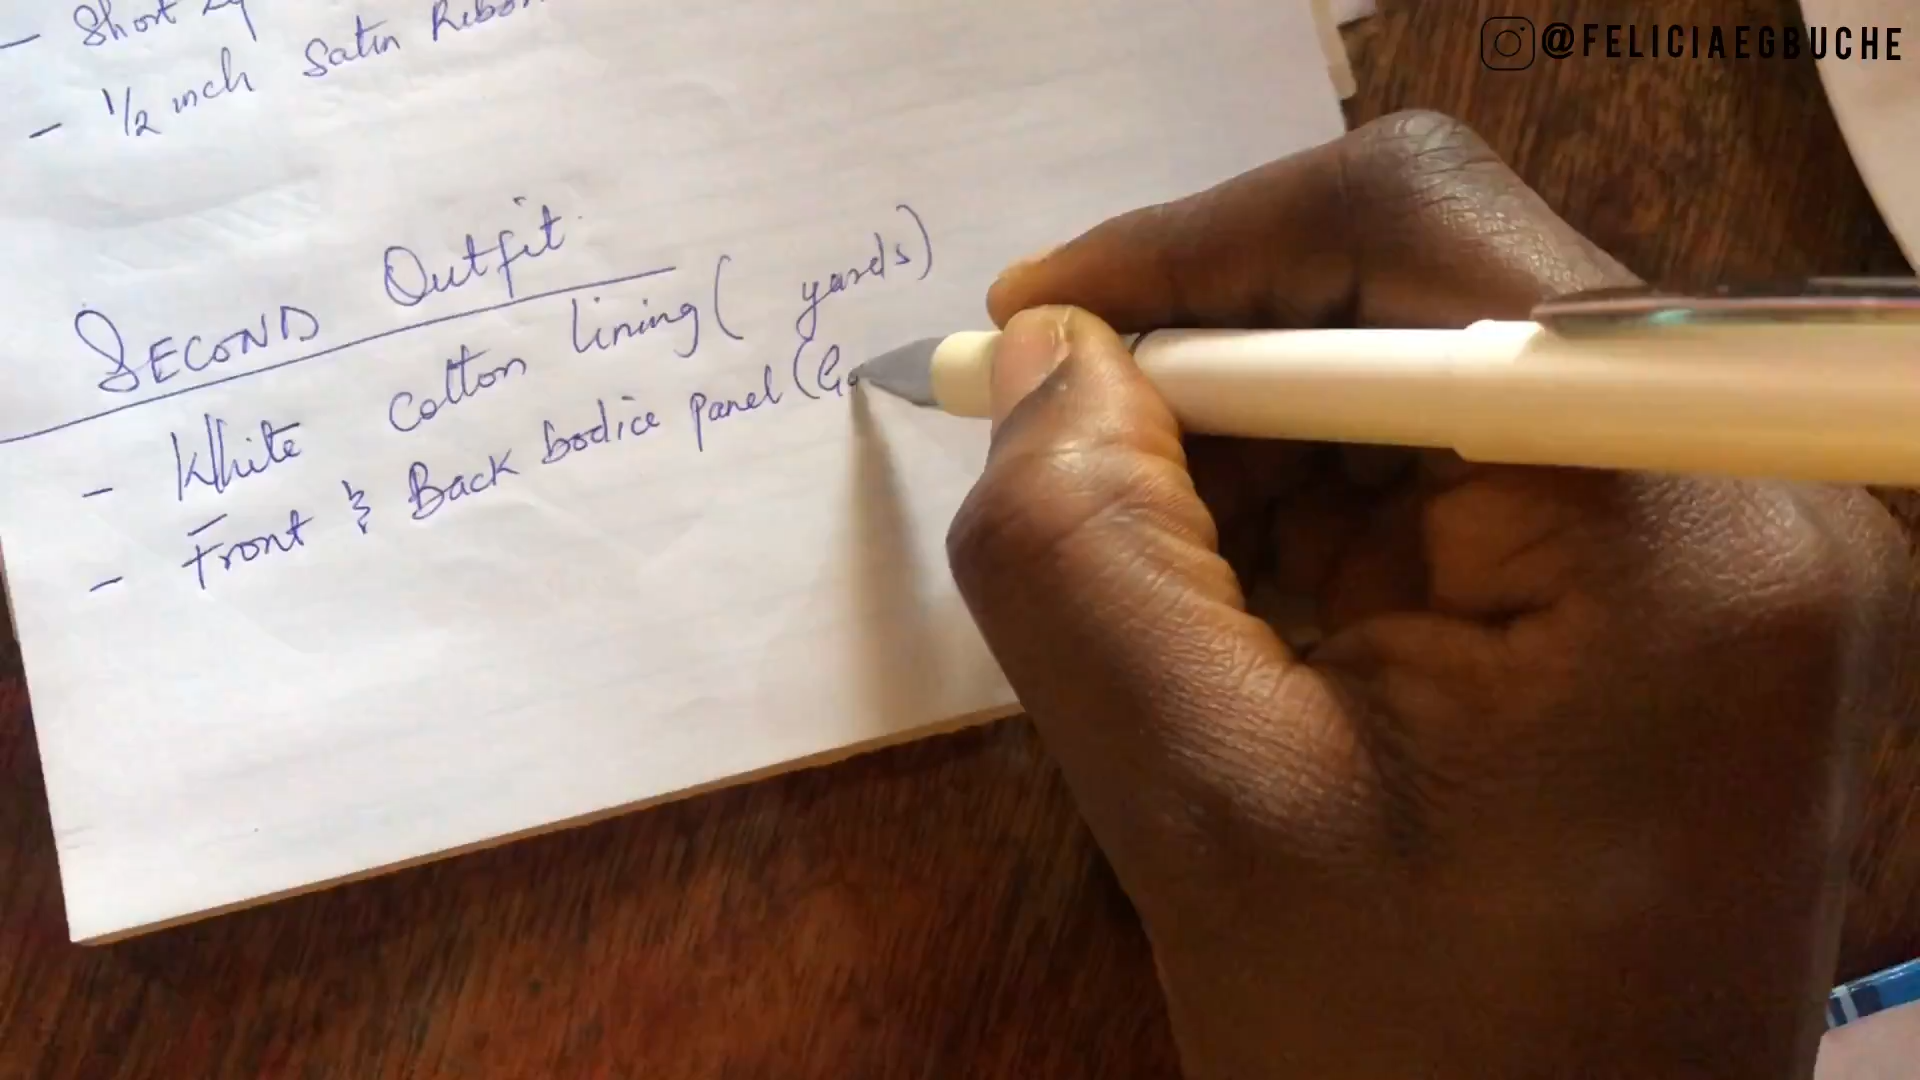 @FELICIAEGBUCHE
- Short
- 1/2 inch Satin
SECOND Outfit
- White Cotton lining ( yards)
- Front & Back bodice panel (